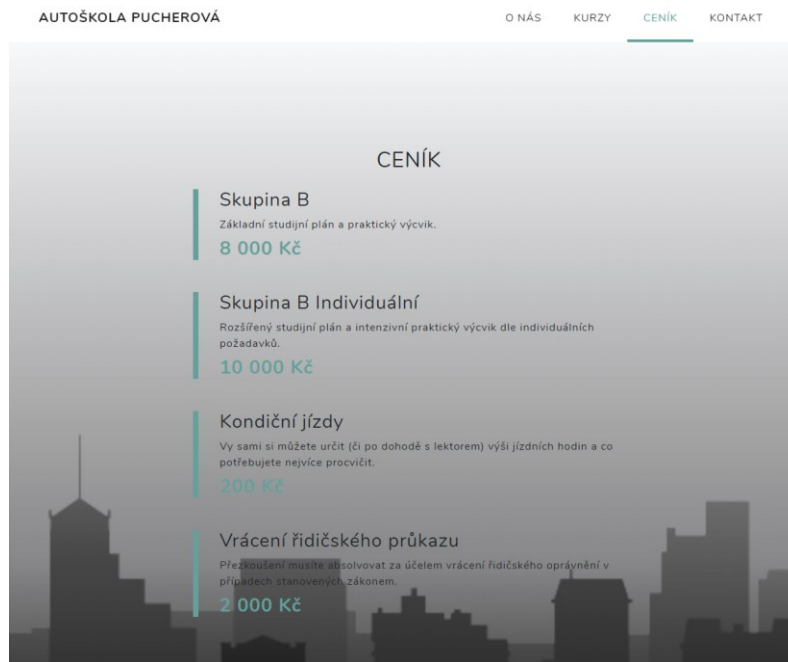 AUTOŠKOLA PUCHEROVÁ
O NÁS KURZY CENÍK KONTAKT
CENÍK
Skupina B
Základní studijní plán a praktický výcvik.
8 000 Kč
Skupina B Individuální
Rozšířený studijní plán a intenzivní praktický výcvik dle individuálních
požadavků.
10 000 Kč
Kondiční jízdy
Vy sami si můžete určit (či po dohodě s lektorem) výši jízdních hodin a co
potřebujete nejvíce procvičit.
200 Kč
Vrácení řidičského průkazu
Přezkoušení musíte absolvovat za účelem vrácení řidičského oprávnění v
případech stanovených zákonem.
2 000 Kč